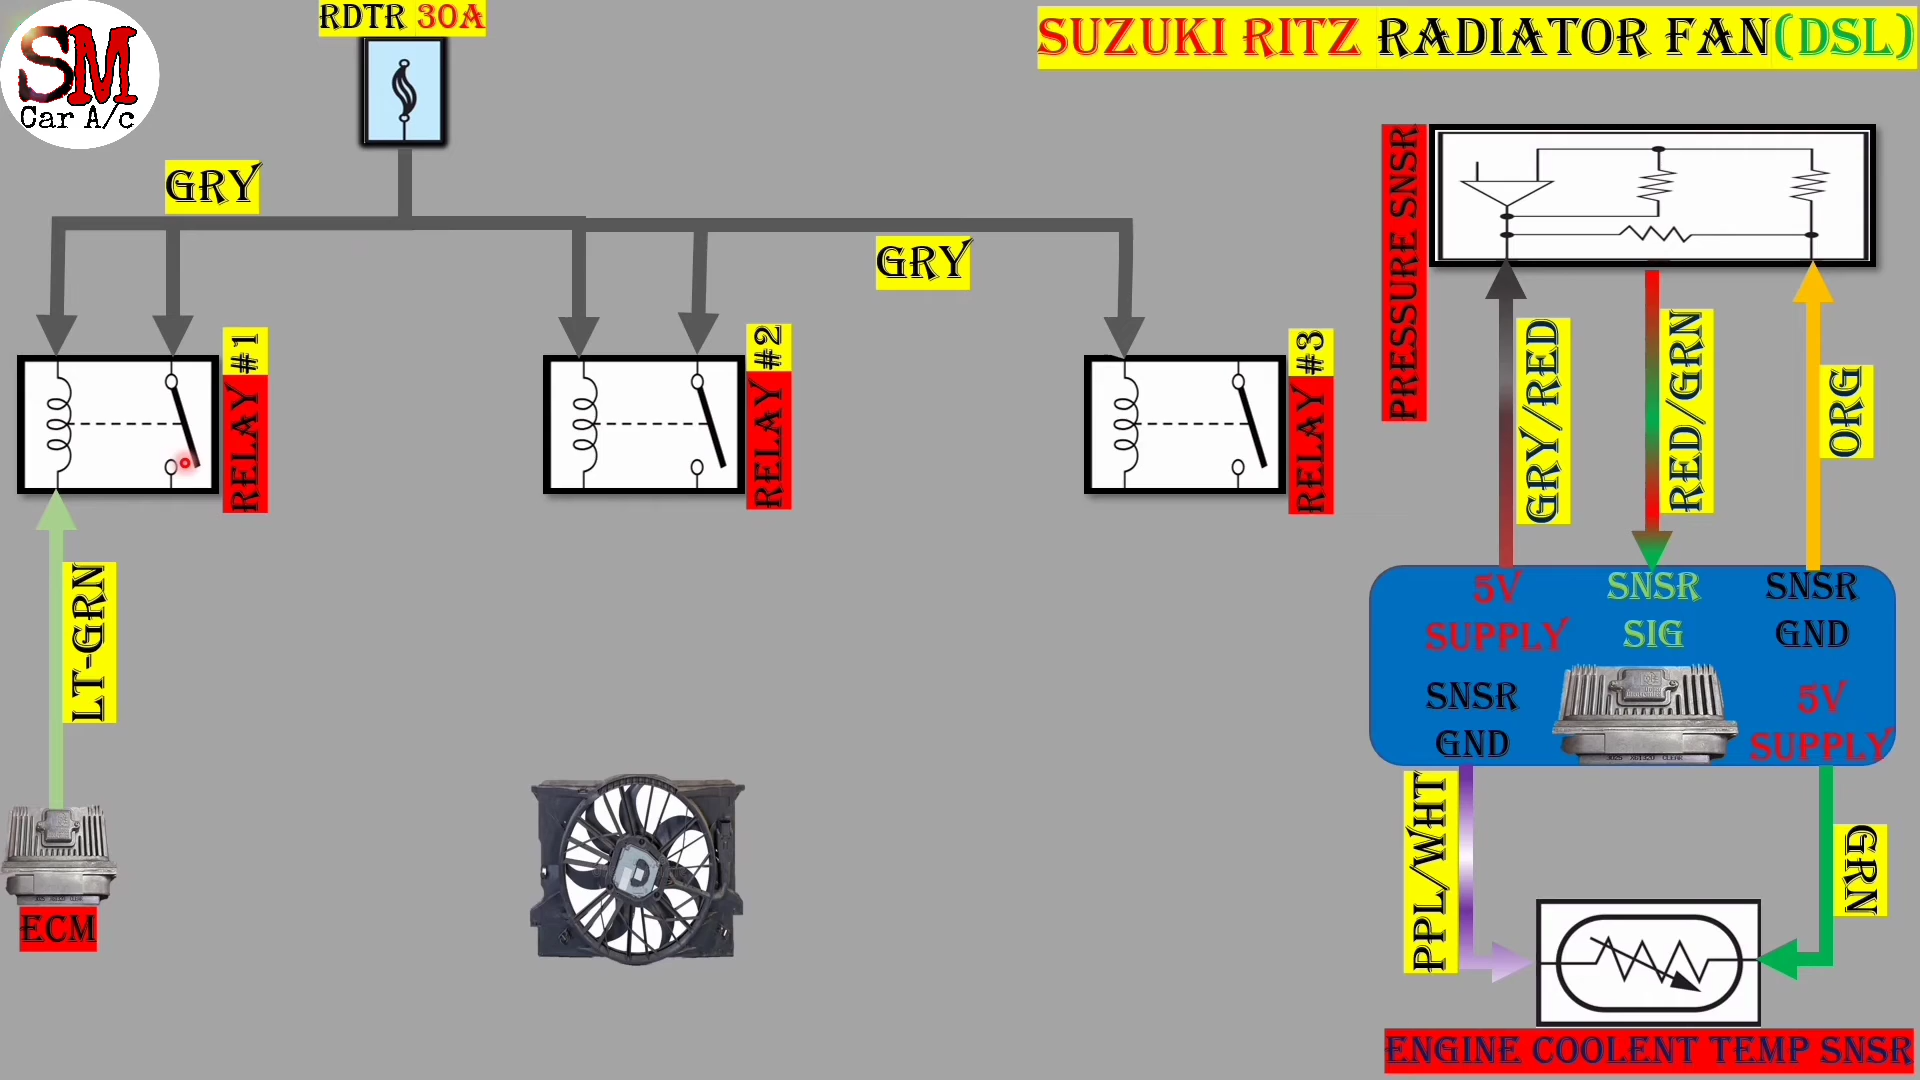 SM
Car A/c
RDTR 30A
SUZUKI RITZ RADIATOR FAN(DSL)
GRY
GRY
RELAY #1
RELAY #2
RELAY #3
PRESSURE SNSR
GRY/RED
RED/GRN
ORG
5V SUPPLY
SNSR SIG
SNSR GND
SNSR GND
5V SUPPLY
LT-GRN
ECM
PPL/WHT
GRN
ENGINE COOLENT TEMP SNSR